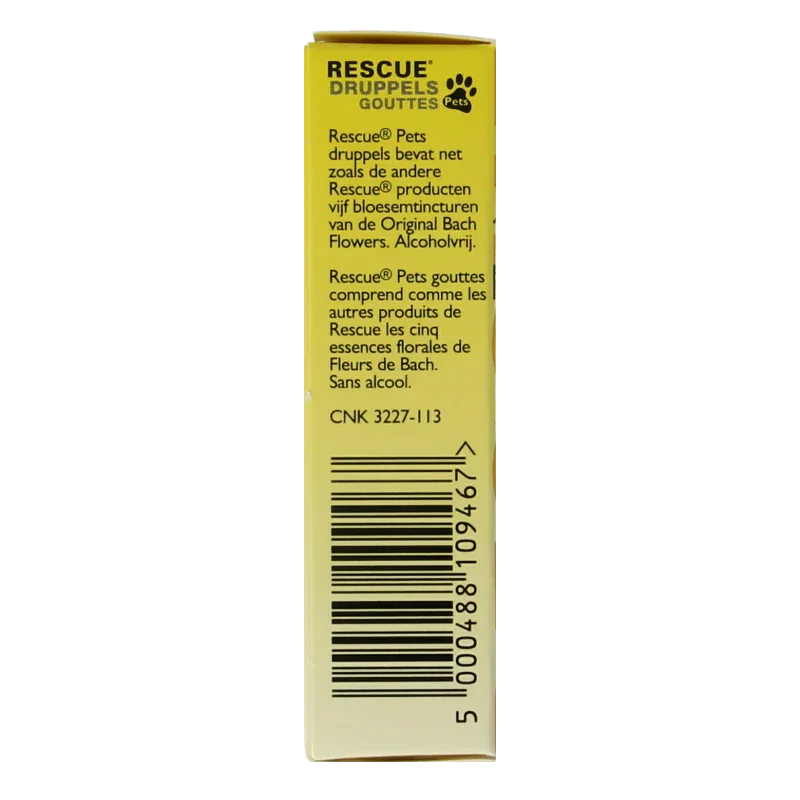 RESCUE®
DRUPPELS
GOUTTES
Pets
Rescue® Pets
druppels bevat net
zoals de andere
Rescue® producten
vijf bloesemtincturen
van de Original Bach
Flowers. Alcoholvrij.
Rescue® Pets gouttes
comprend comme les
autres produits de
Rescue les cinq
essences florales de
Fleurs de Bach.
Sans alcool.
CNK 3227-113
5 000488 109467 >